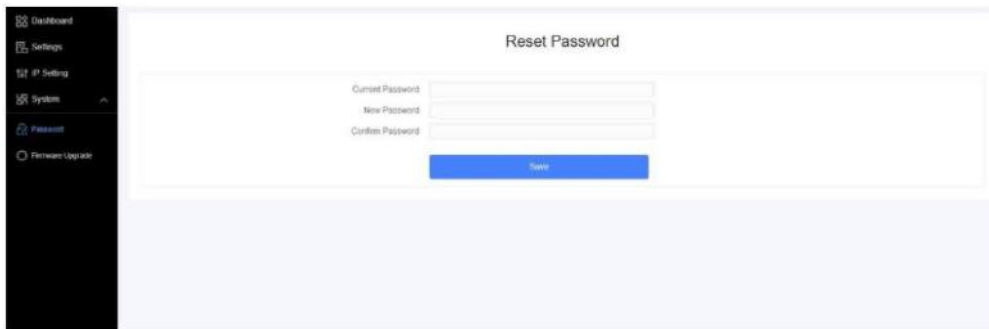 Dashboard
Settings
IP Setting
System
Password
Firmware Upgrade
Reset Password
Current Password
New Password
Confirm Password
Save